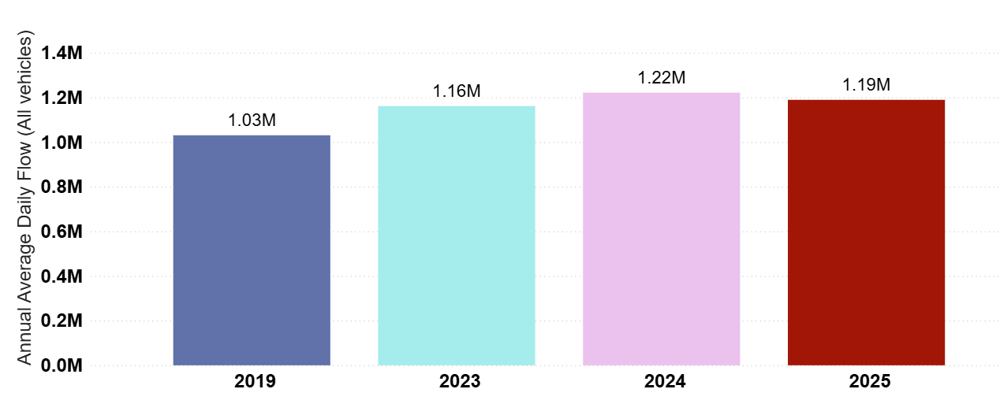 Annual Average Daily Flow (All vehicles)
1.4M
1.2M
1.0M
0.8M
0.6M
0.4M
0.2M
0.0M
1.03M
1.16M
1.22M
1.19M
2019
2023
2024
2025